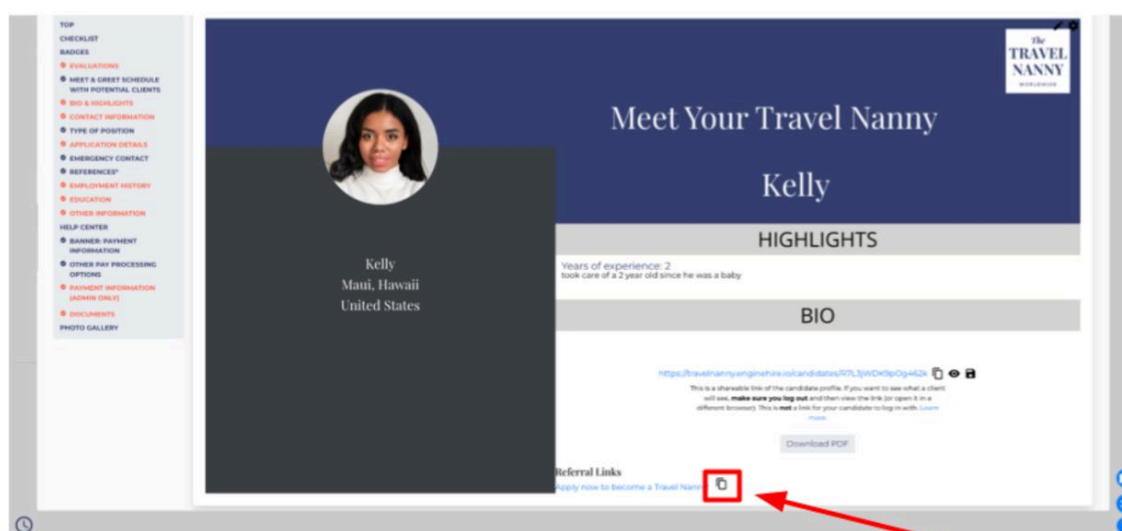 TOP
CHECKLIST
BADGES
EVALUATIONS
MEET & GREET SCHEDULE
WITH POTENTIAL CLIENTS
BIO & HIGHLIGHTS
CONTACT INFORMATION
TYPE OF POSITION
APPLICATION DETAILS
EMERGENCY CONTACT
REFERENCES*
EMPLOYMENT HISTORY
EDUCATION
OTHER INFORMATION
HELP CENTER
BANNER: PAYMENT
INFORMATION
OTHER PAY PROCESSING
OPTIONS
PAYMENT INFORMATION
(ADMIN ONLY)
DOCUMENTS
PHOTO GALLERY
The
TRAVEL
NANNY
WORLDWIDE
Meet Your Travel Nanny
Kelly
Kelly
Maui, Hawaii
United States
HIGHLIGHTS
Years of experience: 2
took care of a 2 year old since he was a baby
BIO
This is a shareable link of the candidate profile. If you want to see what a client
will see, make sure you log out and then view the link (or open it in a
different browser). This is not a link for your candidate to log in with. Learn
more.
Download PDF
Referral Links
Apply now to become a Travel Nanny